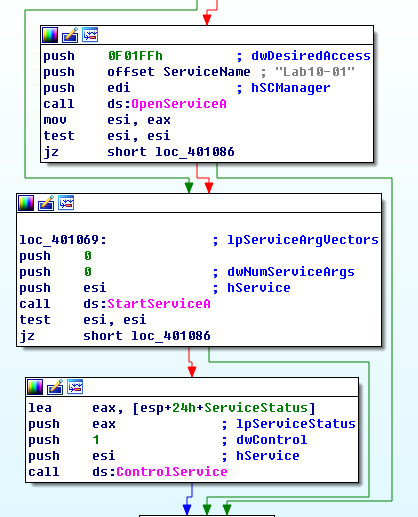 push 0F01FFh ; dwDesiredAccess
push offset ServiceName ; "Lab10-01"
push edi ; hSCManager
call ds:OpenServiceA
mov esi, eax
test esi, esi
jz short loc_401086
loc_401069: ; lpServiceArgVectors
push 0
push 0 ; dwNumServiceArgs
push esi ; hService
call ds:StartServiceA
test esi, esi
jz short loc_401086
lea eax, [esp+24h+ServiceStatus]
push eax ; lpServiceStatus
push 1 ; dwControl
push esi ; hService
call ds:ControlService